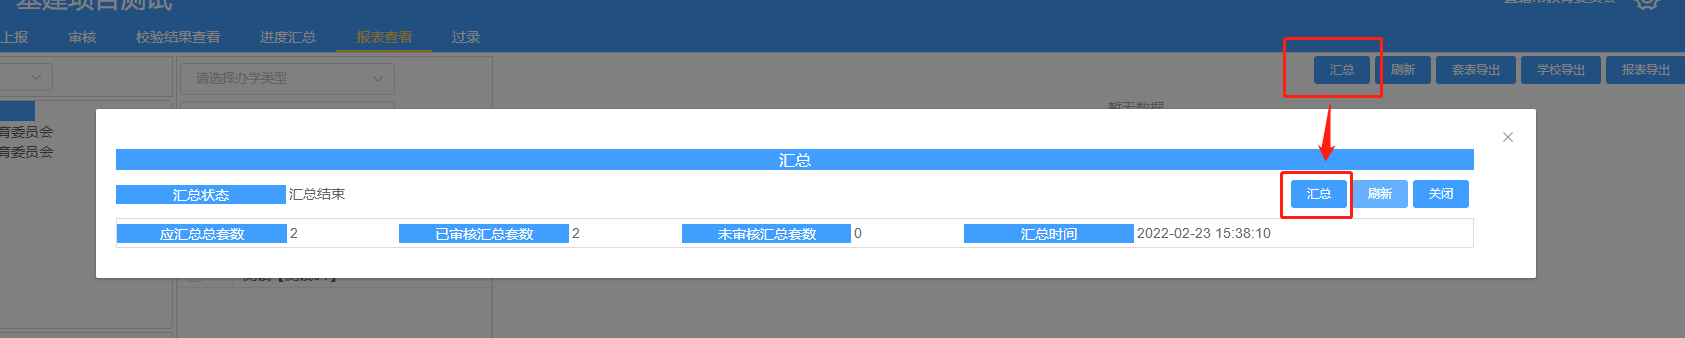 基建项目测试
上报 审核 校验结果查看 进度汇总 报表查看 过录
请选择办学类型
汇总 刷新 套表导出 学校导出 报表导出
暂无数据
育委员会
育委员会
汇总
汇总状态 汇总结束
汇总 刷新 关闭
应汇总总套数 2 已审核汇总套数 2 未审核汇总套数 0 汇总时间 2022-02-23 15:38:10